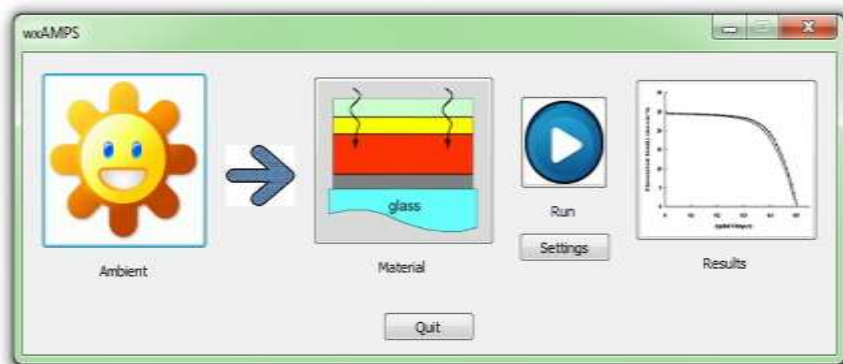 wxAMPS
glass
Run
Settings
Ambient
Material
Results
Quit